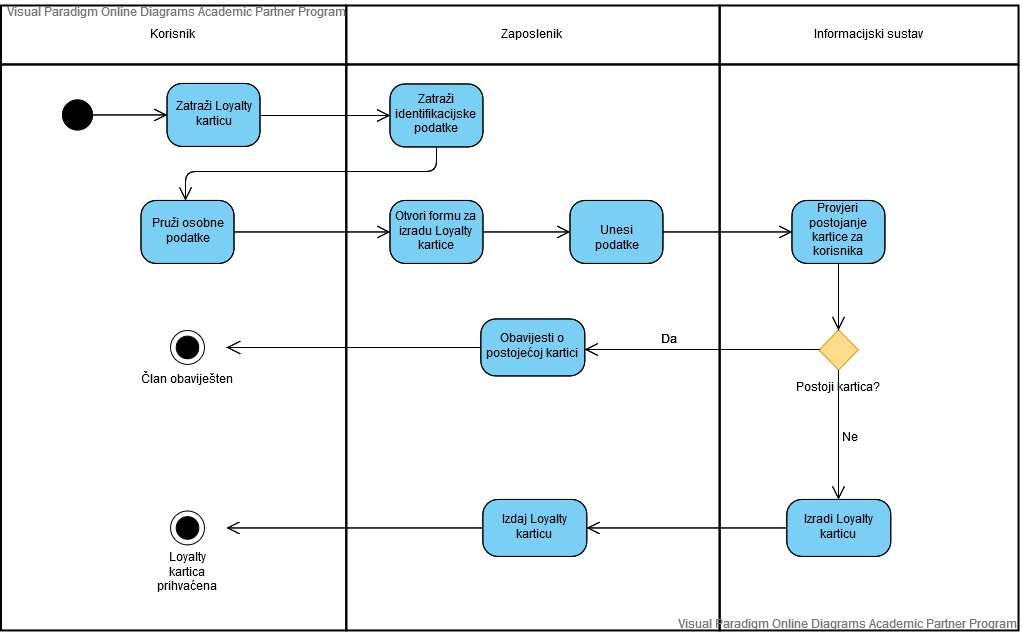 Visual Paradigm Online Diagrams Academic Partner Program
Korisnik
Zaposlenik
Informacijski sustav
Zatraži Loyalty
karticu
Zatraži
identifikacijske
podatke
Pruži osobne
podatke
Otvori formu za
izradu Loyalty
kartice
Unesi
podatke
Provjeri
postojanje
kartice za
korisnika
Član obaviješten
Obavijesti o
postojećoj kartici
Da
Postoji kartica?
Ne
Loyalty
kartica
prihvaćena
Izdaj Loyalty
karticu
Izradi Loyalty
karticu
Visual Paradigm Online Diagrams Academic Partner Program